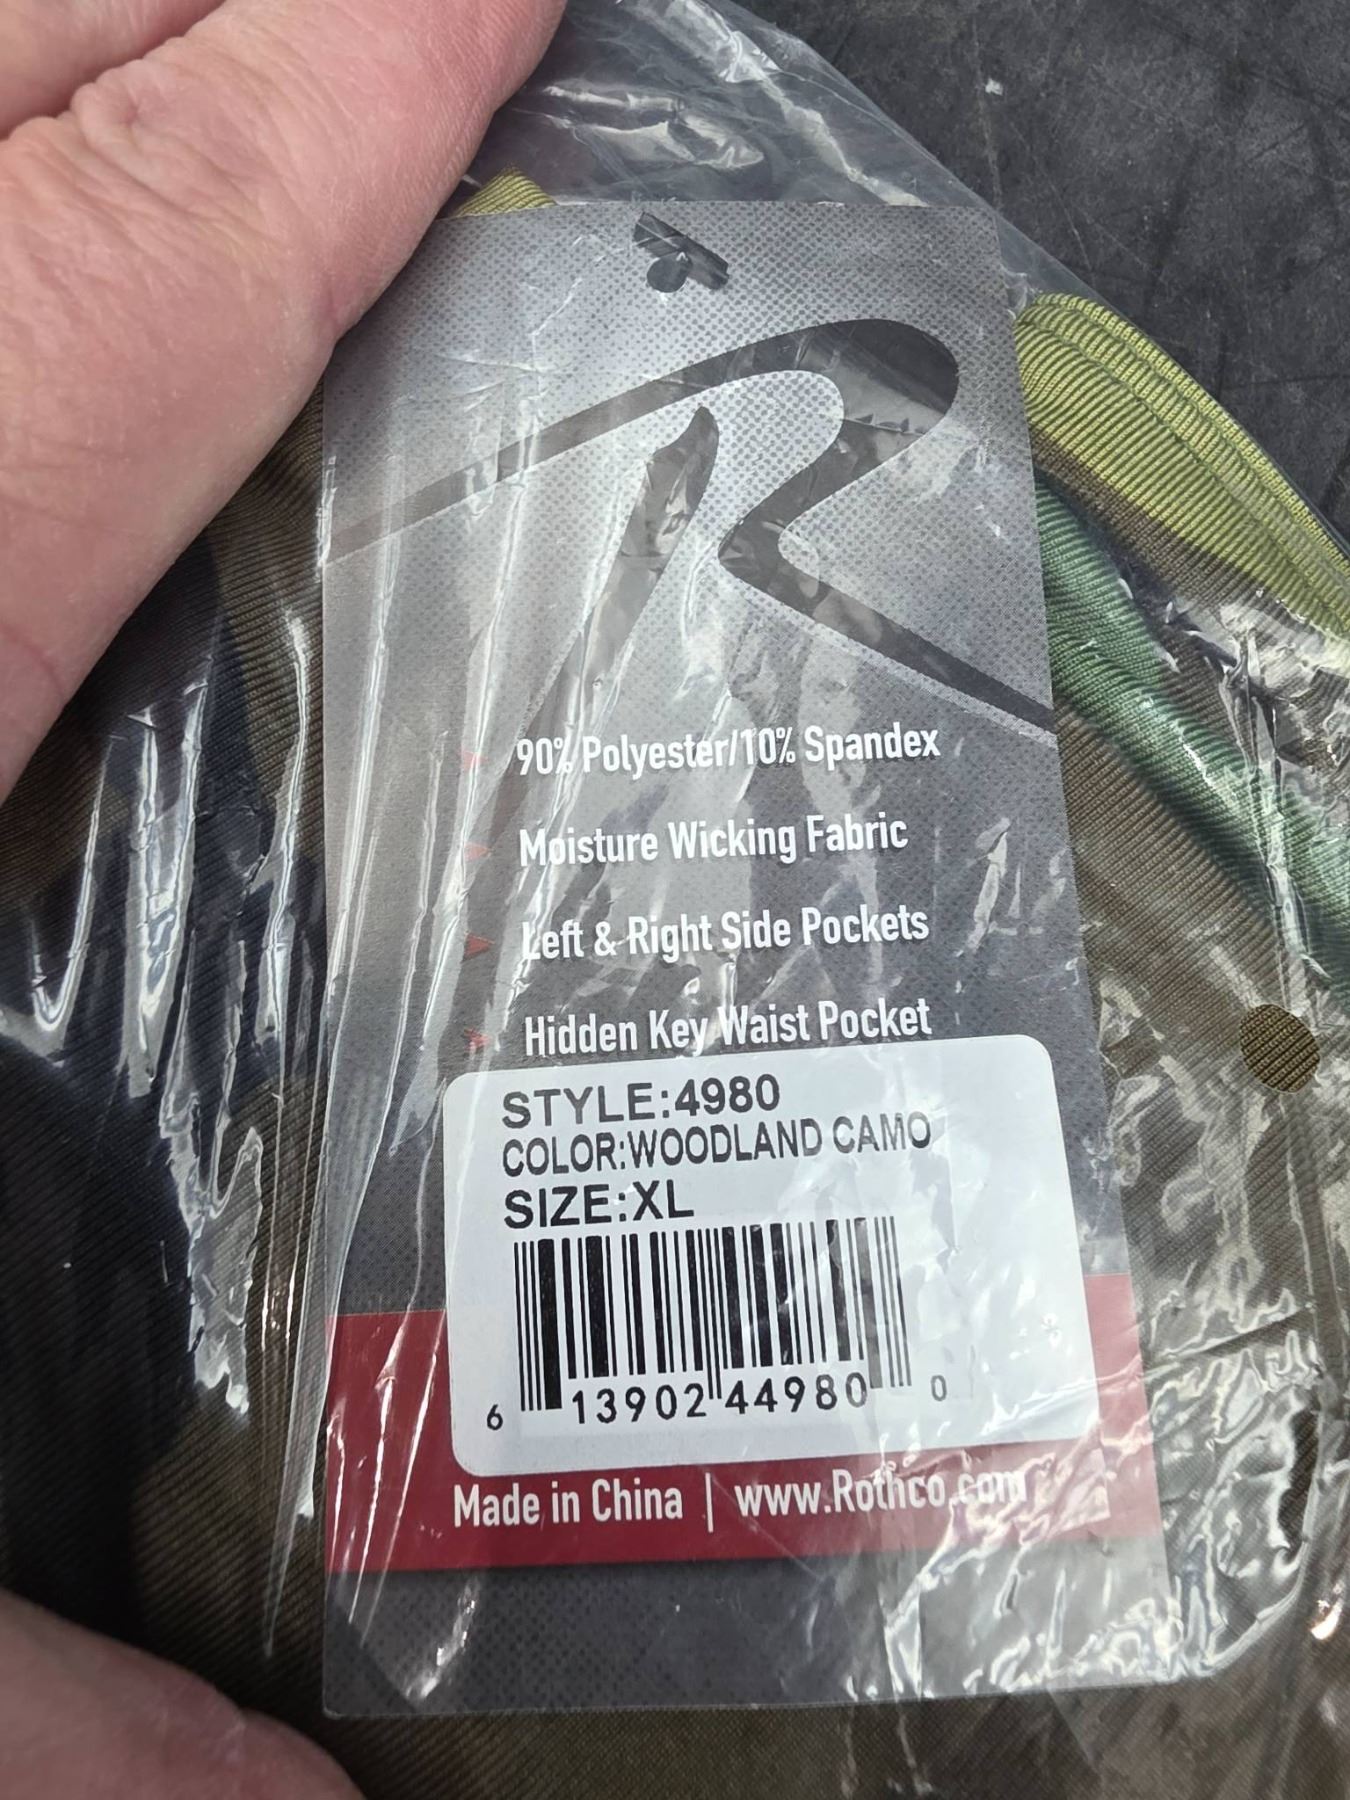 R
90% Polyester/10% Spandex
Moisture Wicking Fabric
Left & Right Side Pockets
Hidden Key Waist Pocket
STYLE:4980
COLOR:WOODLAND CAMO
SIZE:XL
6 13902 44980 0
Made in China | www.Rothco.com